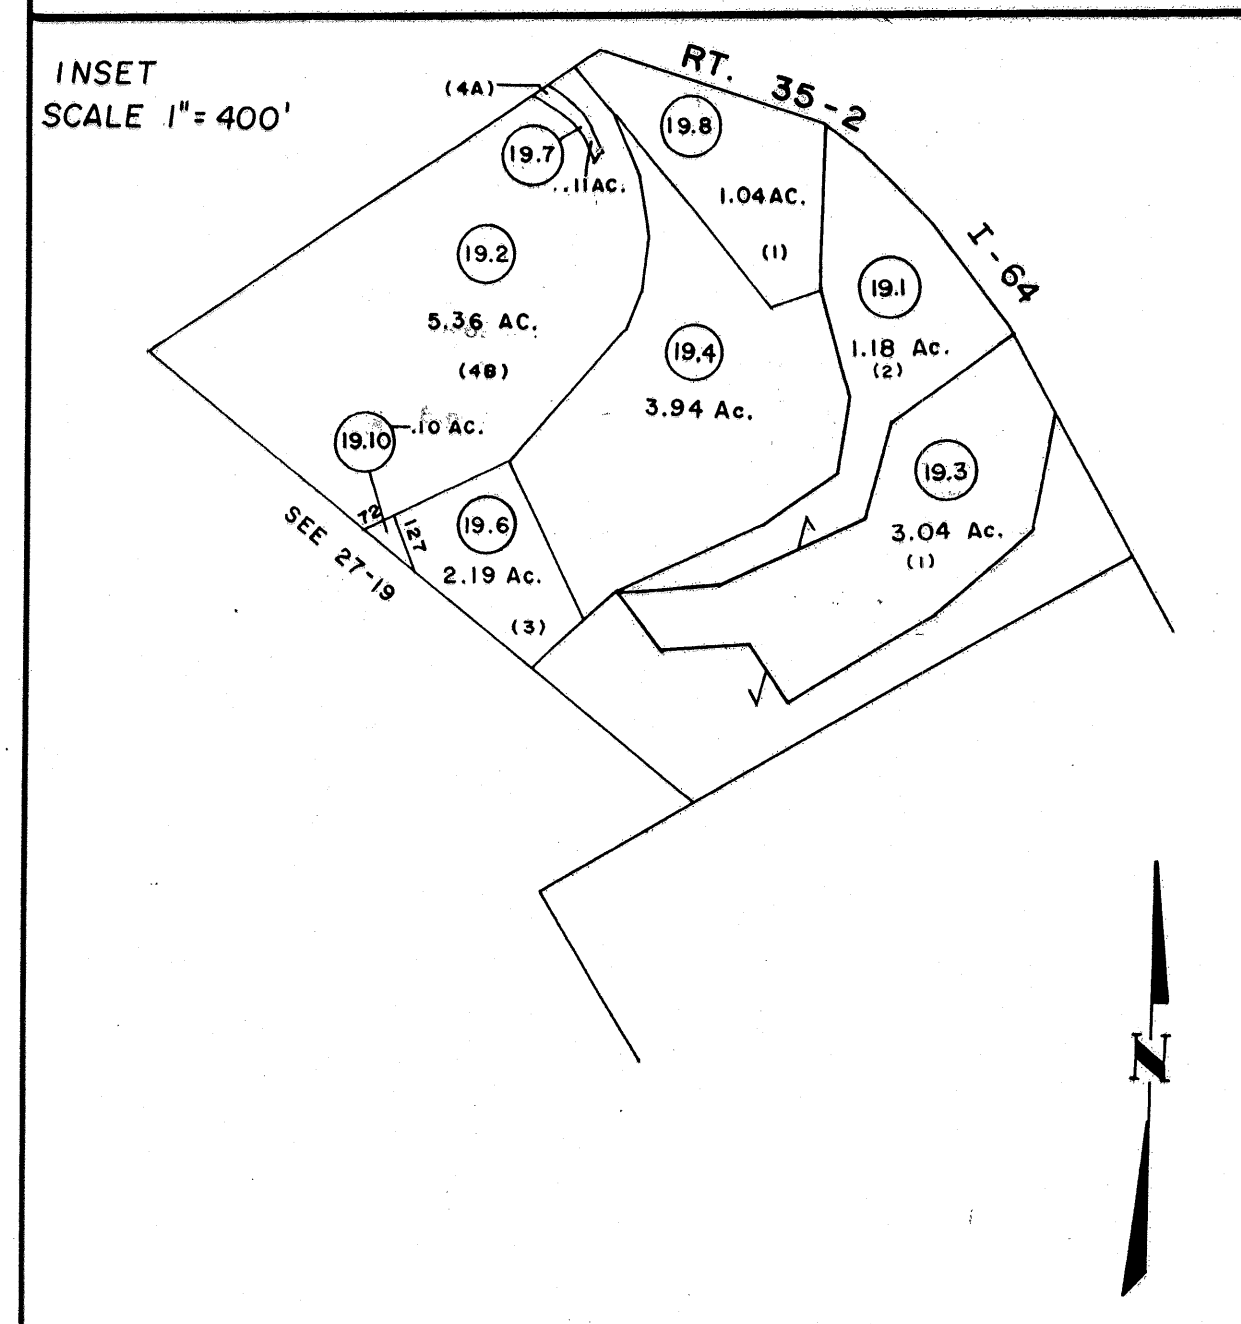 INSET
SCALE 1"= 400'
RT. 35-2
I-64
(4A)
19.7
.11AC.
19.8
1.04AC.
(1)
19.2
5.36 AC.
(4B)
19.1
1.18 Ac.
(2)
19.4
3.94 Ac.
19.10
.10 AC.
72
127
19.6
2.19 Ac.
(3)
19.3
3.04 Ac.
(1)
SEE 27-19
N